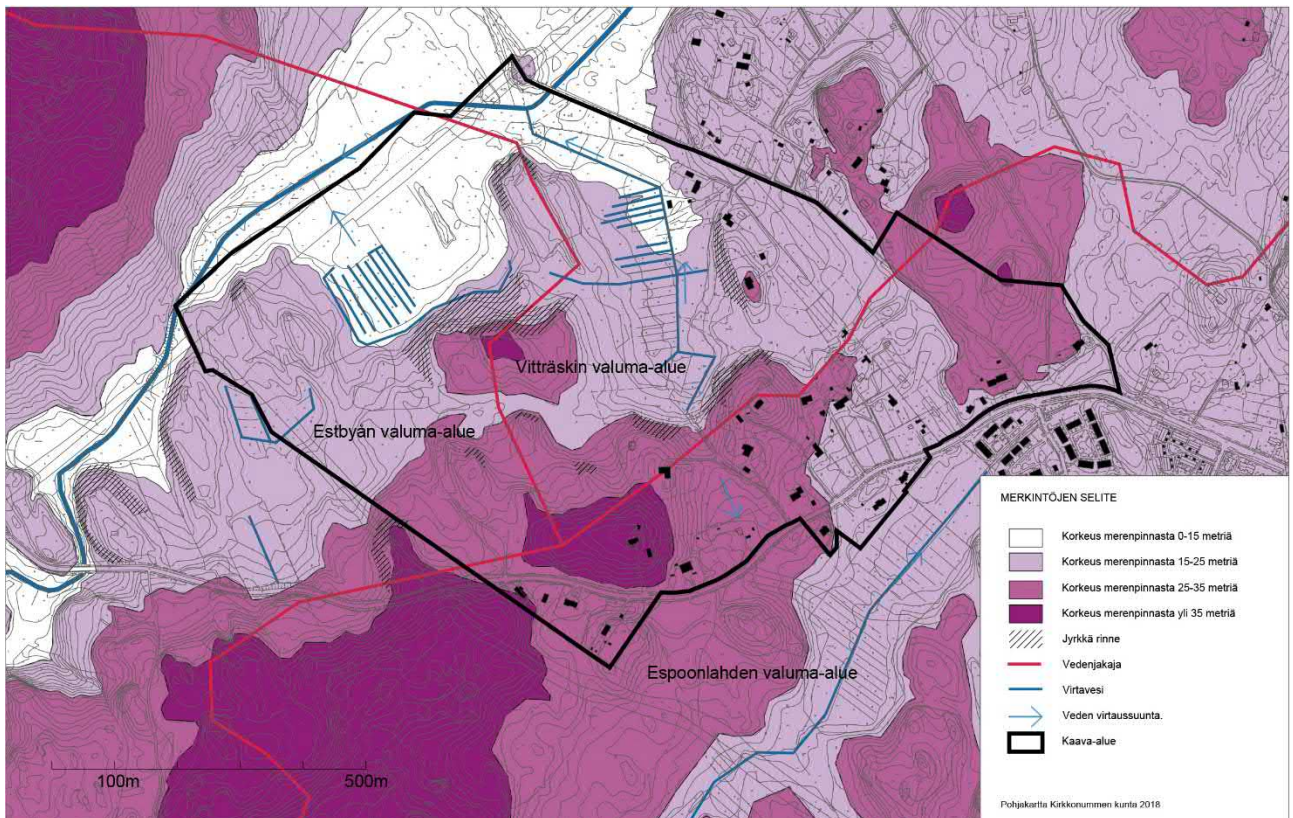 Vitträskin valuma-alue
Estbyån valuma-alue
Espoonlahden valuma-alue
100m
500m
MERKINTÖJEN SELITE
Korkeus merenpinnasta 0-15 metriä
Korkeus merenpinnasta 15-25 metriä
Korkeus merenpinnasta 25-35 metriä
Korkeus merenpinnasta yli 35 metriä
Jyrkkä rinne
Vedenjakaja
Virtavesi
Veden virtaussuunta.
Kaava-alue
Pohjakartta Kirkkonummen kunta 2018